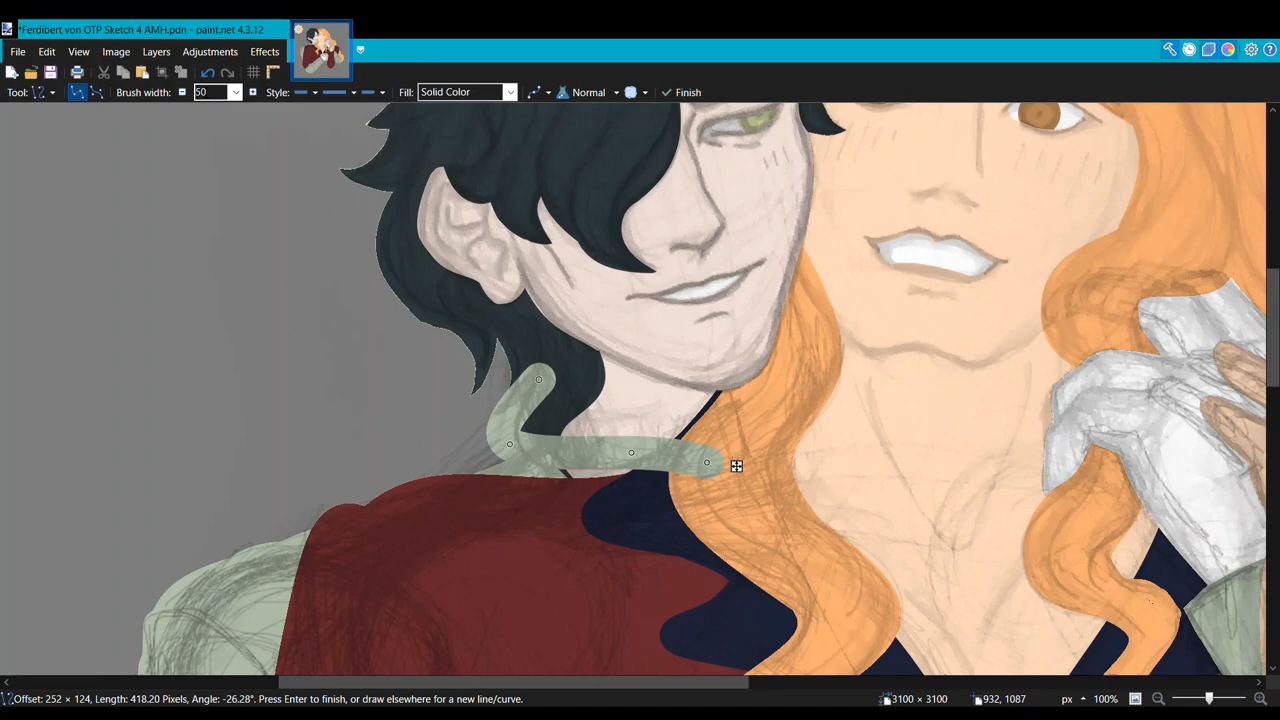 *Ferdibert von OTP Sketch 4 AMH.pdn - paint.net 4.3.12
File Edit View Image Layers Adjustments Effects
Tool: Brush width: 50 Style: Fill: Solid Color Normal Finish
Offset: 252 × 124, Length: 418.20 Pixels, Angle: -26.28°. Press Enter to finish, or draw elsewhere for a new line/curve. 3100 × 3100 932, 1087 px 100%